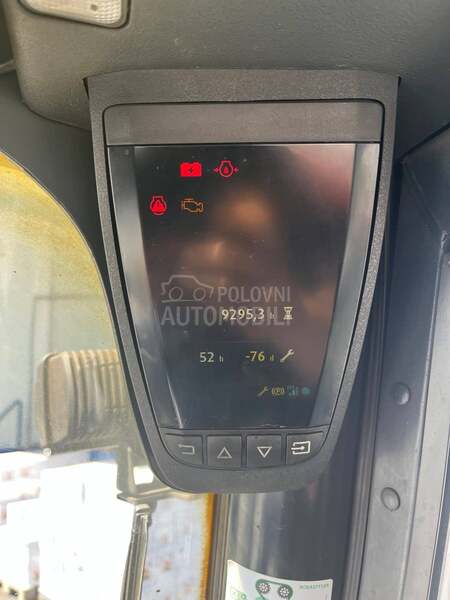 POLOVNI
AUTOMOBILI
9295,3 h
52 h -76 d